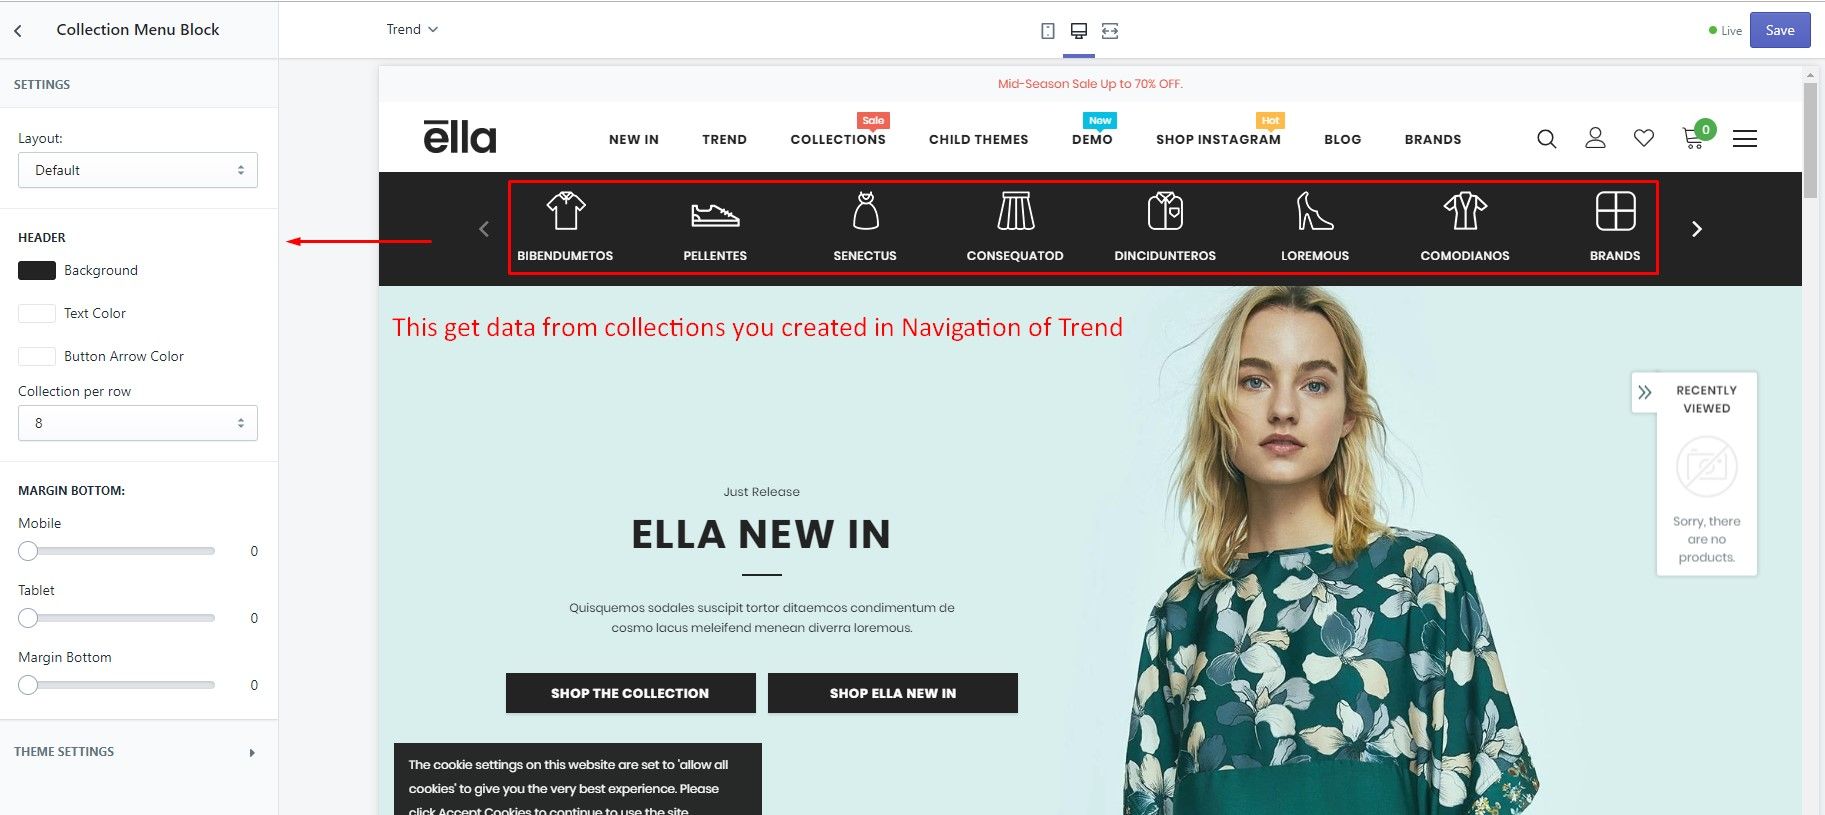 Collection Menu Block
Trend
Live
Save
SETTINGS
Layout:
Default
HEADER
Background
Text Color
Button Arrow Color
Collection per row
8
MARGIN BOTTOM:
Mobile
0
Tablet
0
Margin Bottom
0
THEME SETTINGS
Mid-Season Sale Up to 70% OFF.
Sale
New
Hot
ēlla
NEW IN
TREND
COLLECTIONS
CHILD THEMES
DEMO
SHOP INSTAGRAM
BLOG
BRANDS
0
BIBENDUMETOS
PELLENTES
SENECTUS
CONSEQUATOD
DINCIDUNTEROS
LOREMOUS
COMODIANOS
BRANDS
This get data from collections you created in Navigation of Trend
RECENTLY
VIEWED
Sorry, there
are no
products.
Just Release
ELLA NEW IN
Quisquemos sodales suscipit tortor ditaemcos condimentum de
cosmo lacus meleifend menean diverra loremous.
SHOP THE COLLECTION
SHOP ELLA NEW IN
The cookie settings on this website are set to 'allow all
cookies' to give you the very best experience. Please
click Accept Cookies to continue to use the site.